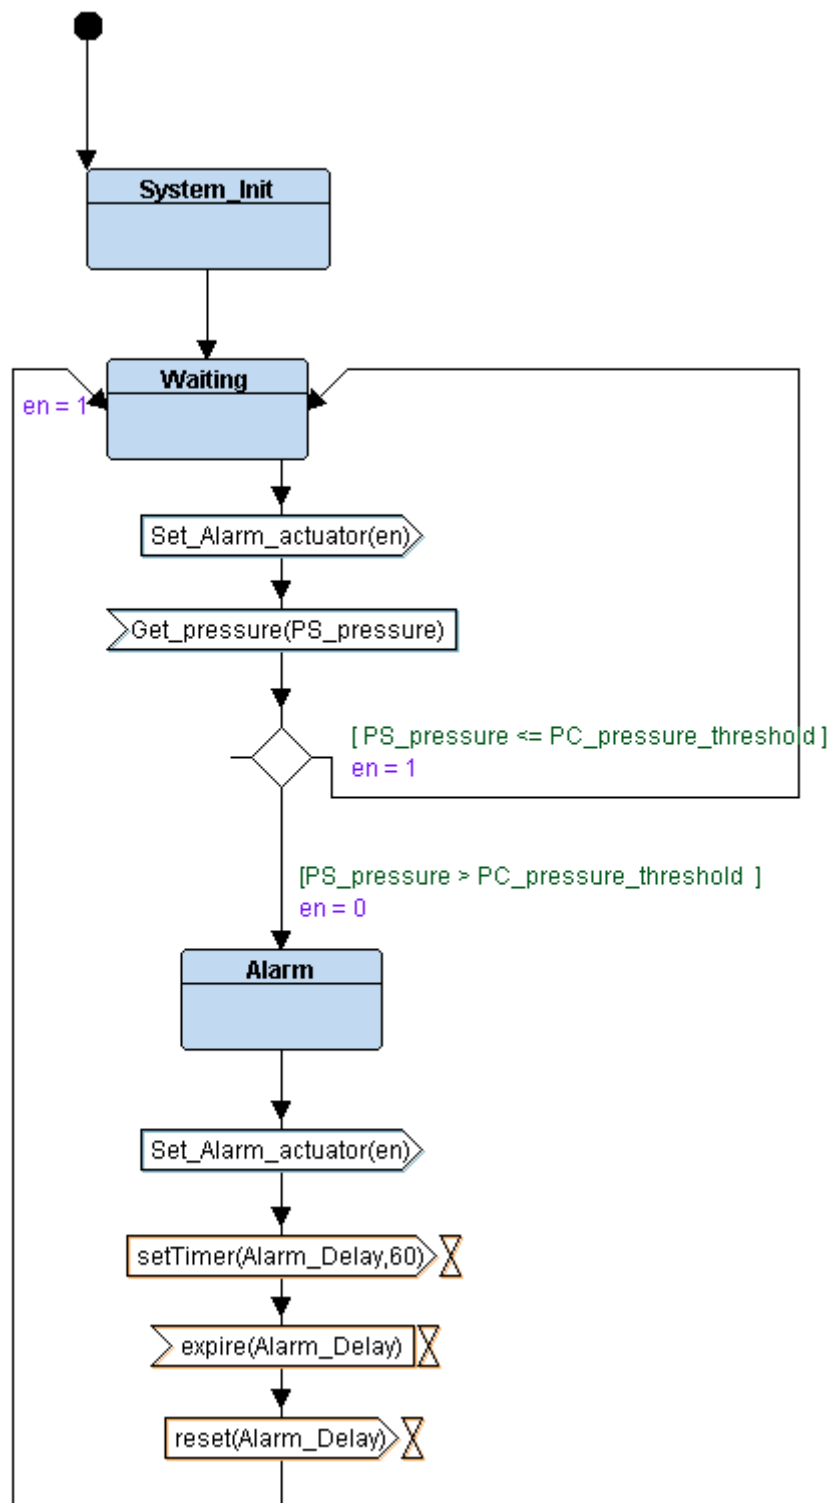 System_Init
Waiting
en = 1
Set_Alarm_actuator(en)
Get_pressure(PS_pressure)
[ PS_pressure <= PC_pressure_threshold ]
en = 1
[PS_pressure > PC_pressure_threshold ]
en = 0
Alarm
Set_Alarm_actuator(en)
setTimer(Alarm_Delay,60)
expire(Alarm_Delay)
reset(Alarm_Delay)